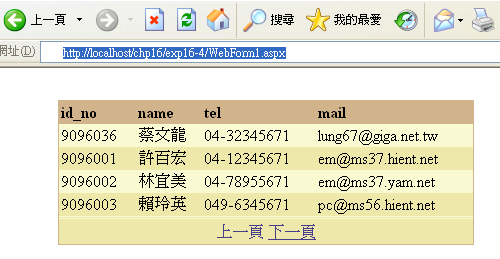 上一頁 搜尋 我的最愛
網址(D) http://localhost/chp16/exp16-4/WebForm1.aspx
id_no name tel mail
9096036 蔡文龍 04-32345671 lung67@giga.net.tw
9096001 許百宏 04-12345671 em@ms37.hient.net
9096002 林宜美 04-78955671 em@ms37.yam.net
9096003 賴玲英 049-6345671 pc@ms56.hient.net
上一頁 下一頁